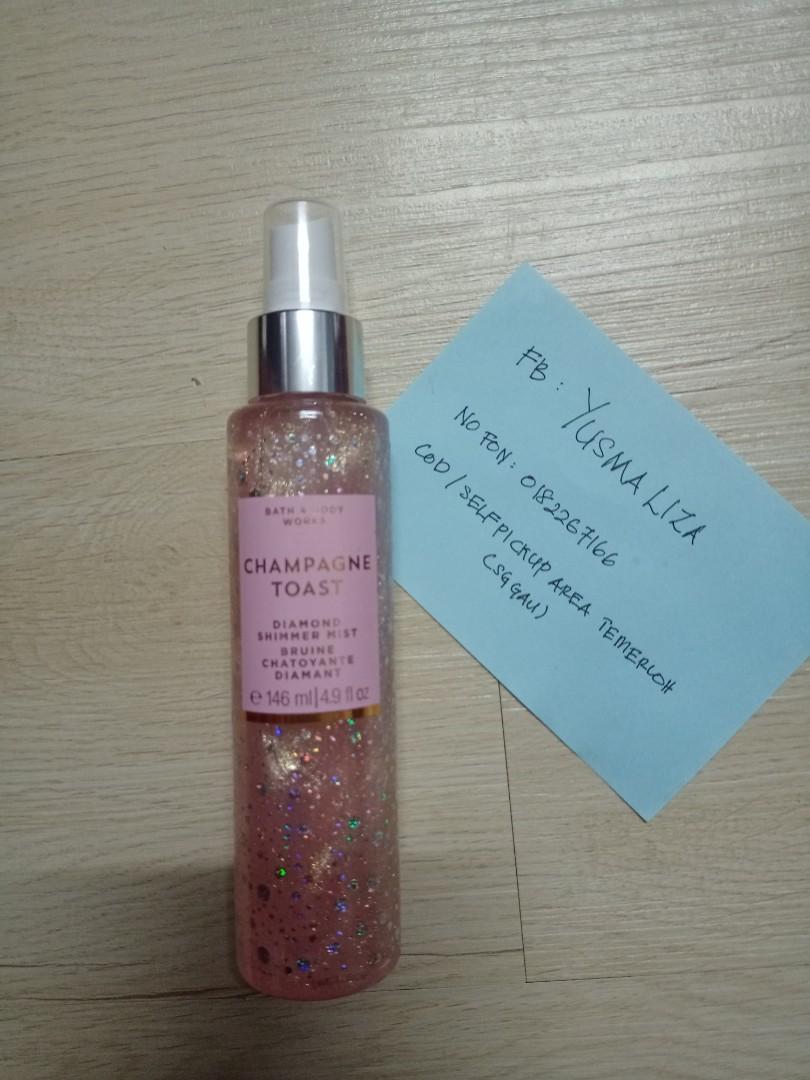 BATH & BODY
WORKS
CHAMPAGNE
TOAST
DIAMOND
SHIMMER MIST
BRUINE
CHATOYANTE
DIAMANT
℮ 146 ml|4.9 fl oz
FB : YUSMA LIZA
NO FON : 0182267166
COD / SELFPICKUP AREA TEMERLOH
(SGGAU)